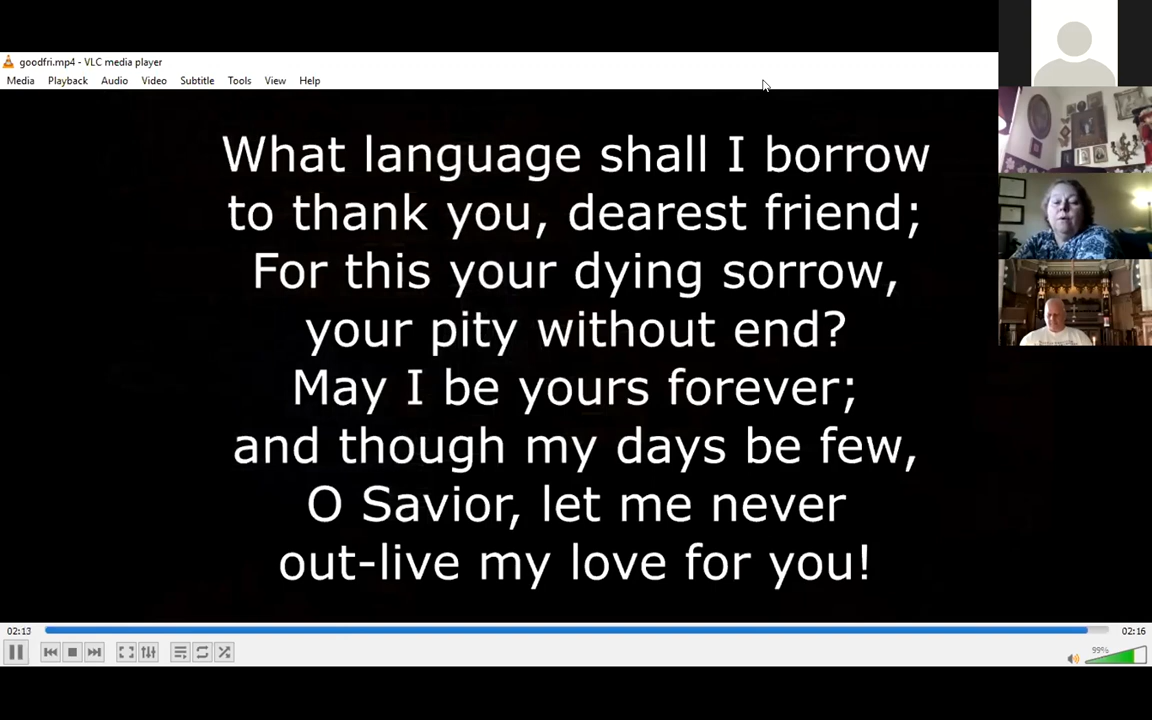 goodfri.mp4 - VLC media player
Media Playback Audio Video Subtitle Tools View Help
What language shall I borrow
to thank you, dearest friend;
For this your dying sorrow,
your pity without end?
May I be yours forever;
and though my days be few,
O Savior, let me never
out-live my love for you!
02:13
02:16
99%